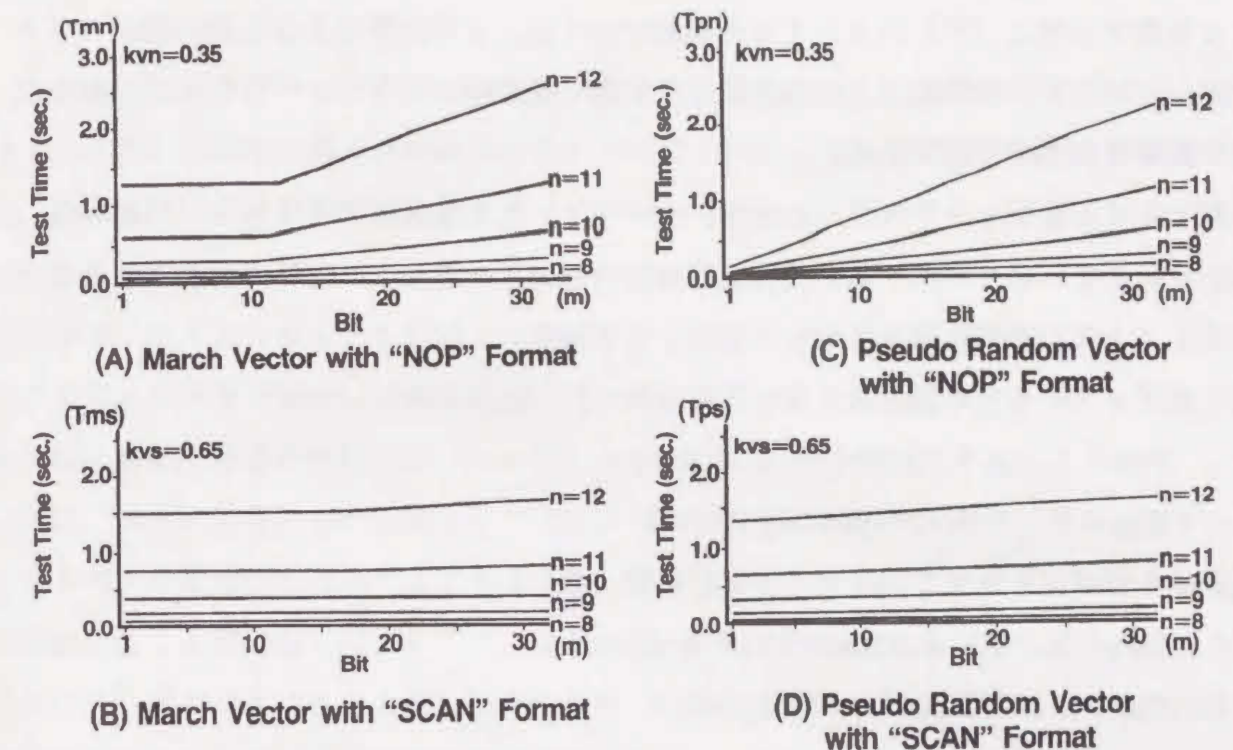 (Tmn)
3.0
kvn=0.35
n=12
2.0
n=11
1.0
n=10
n=9
n=8
0.0
1
10
20
30
(m)
Test Time (sec.)
Bit
(A) March Vector with “NOP” Format
(Tpn)
3.0
kvn=0.35
n=12
2.0
n=11
1.0
n=10
n=9
n=8
0.0
1
10
20
30
(m)
Test Time (sec.)
Bit
(C) Pseudo Random Vector
with “NOP” Format
(Tms)
kvs=0.65
2.0
n=12
1.0
n=11
n=10
n=9
n=8
0.0
1
10
20
30
(m)
Test Time (sec.)
Bit
(B) March Vector with “SCAN” Format
(Tps)
kvs=0.65
2.0
n=12
1.0
n=11
n=10
n=9
n=8
0.0
1
10
20
30
(m)
Test Time (sec.)
Bit
(D) Pseudo Random Vector
with “SCAN” Format